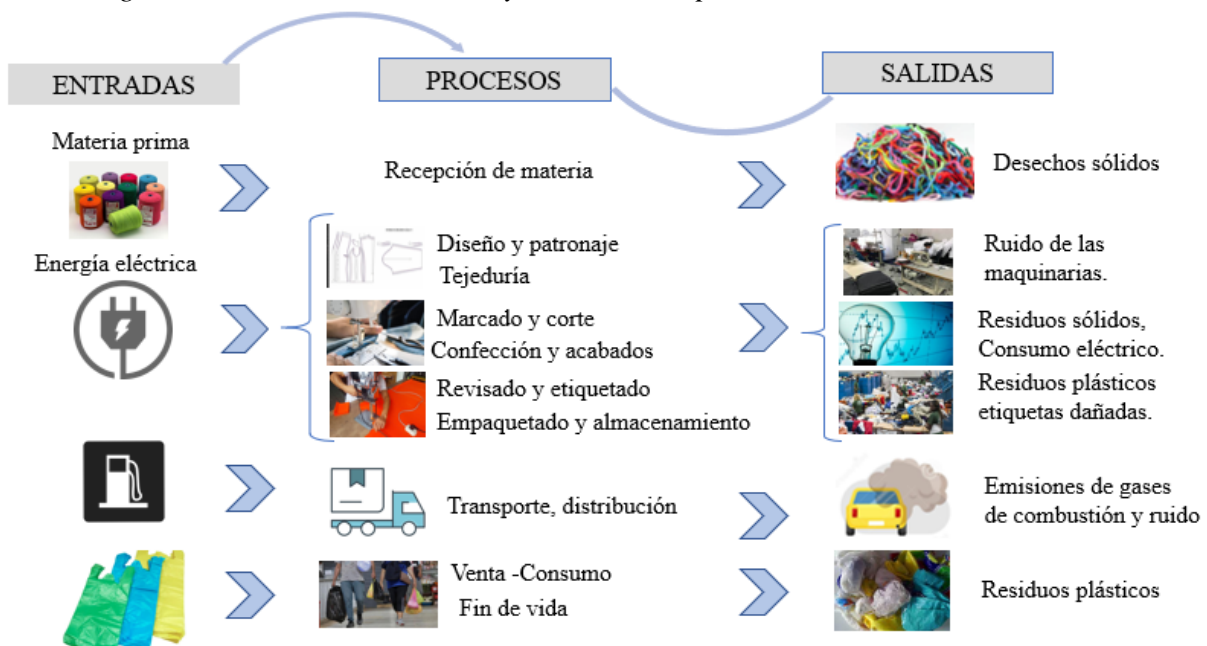 ENTRADAS
PROCESOS
SALIDAS
Materia prima
Recepción de materia
Desechos sólidos
Energía eléctrica
Diseño y patronaje
Tejeduría
Marcado y corte
Confección y acabados
Revisado y etiquetado
Empaquetado y almacenamiento
Ruido de las
maquinarias.
Residuos sólidos,
Consumo eléctrico.
Residuos plásticos
etiquetas dañadas.
Transporte, distribución
Emisiones de gases
de combustión y ruido
Venta -Consumo
Fin de vida
Residuos plásticos